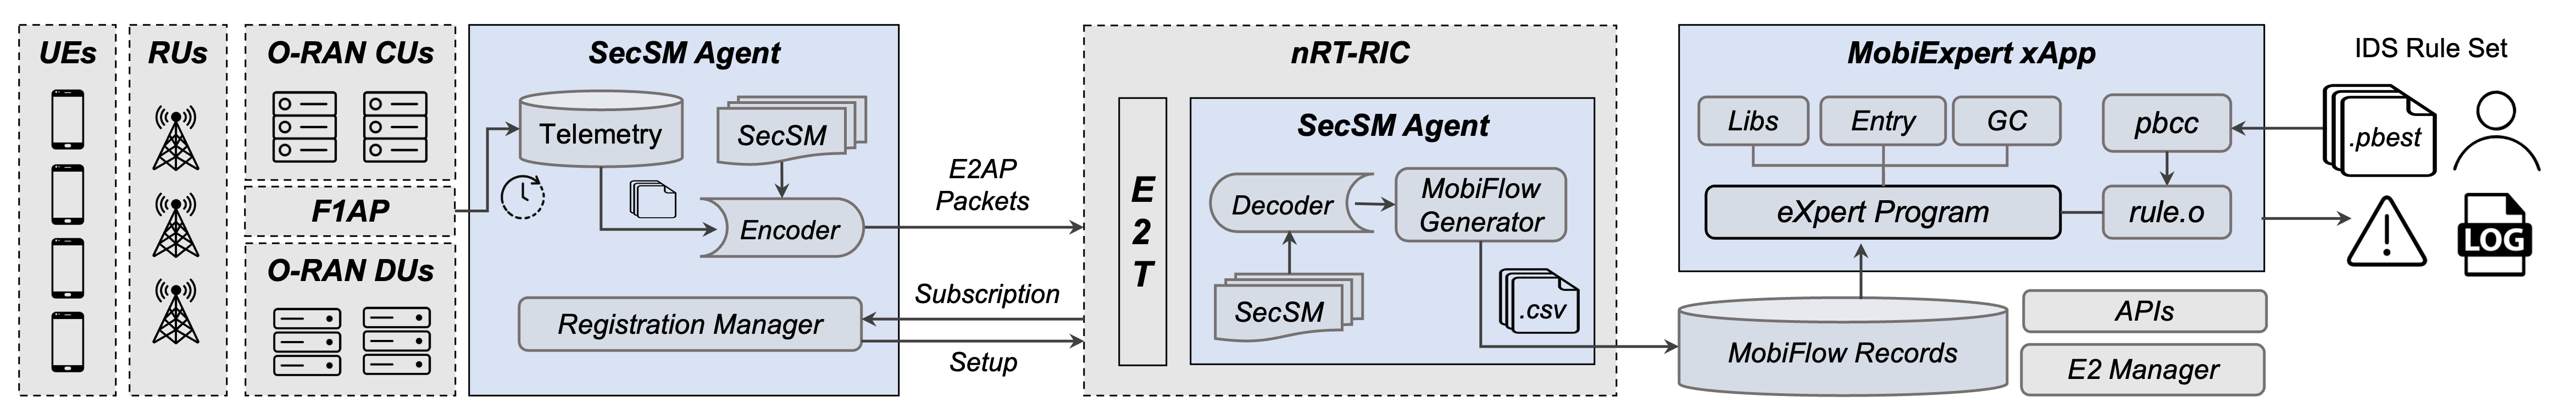 UEs
RUs
O-RAN CUs
F1AP
O-RAN DUs
SecSM Agent
Telemetry
SecSM
Encoder
Registration Manager
E2AP
Packets
Subscription
Setup
nRT-RIC
E
2
T
SecSM Agent
Decoder
MobiFlow
Generator
SecSM
.csv
MobiExpert xApp
Libs
Entry
GC
pbcc
eXpert Program
rule.o
MobiFlow Records
APIs
E2 Manager
IDS Rule Set
.pbest
LOG